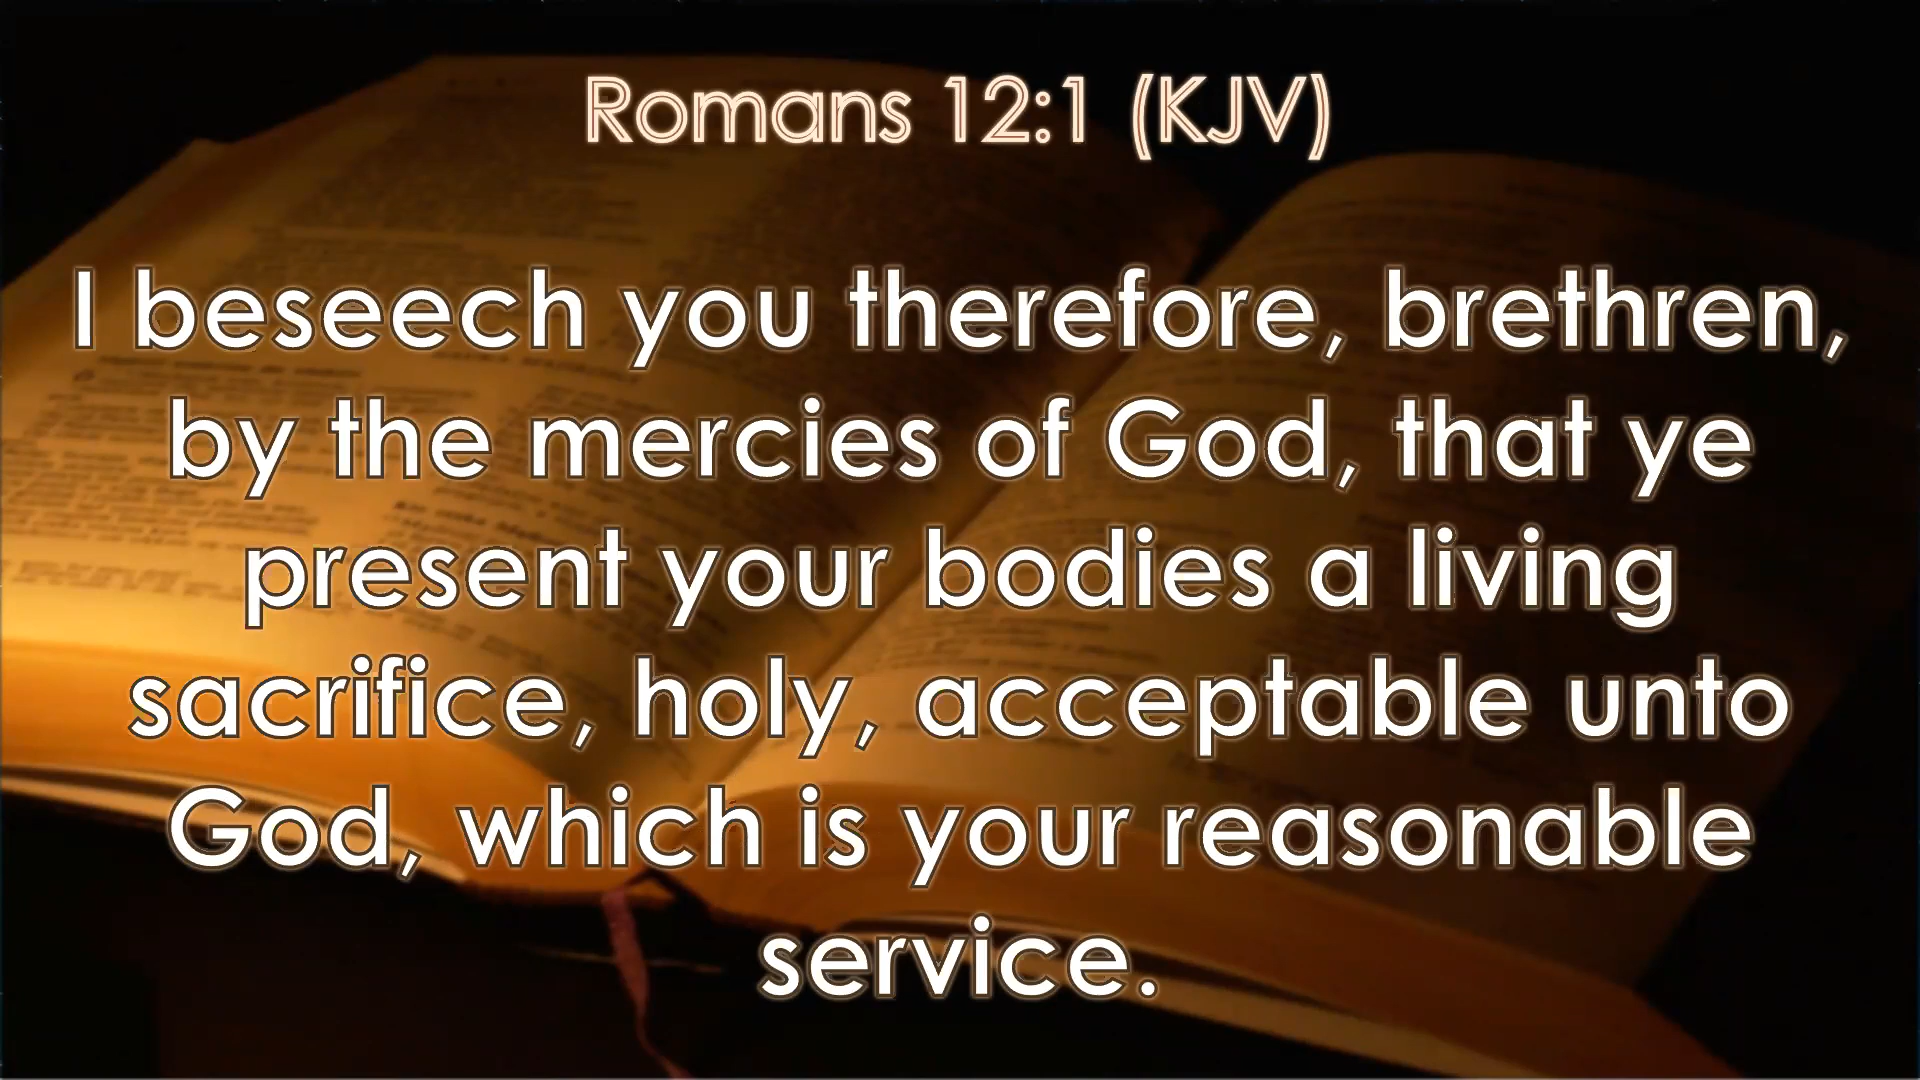 Romans 12:1 (KJV)
I beseech you therefore, brethren,
by the mercies of God, that ye
present your bodies a living
sacrifice, holy, acceptable unto
God, which is your reasonable
service.